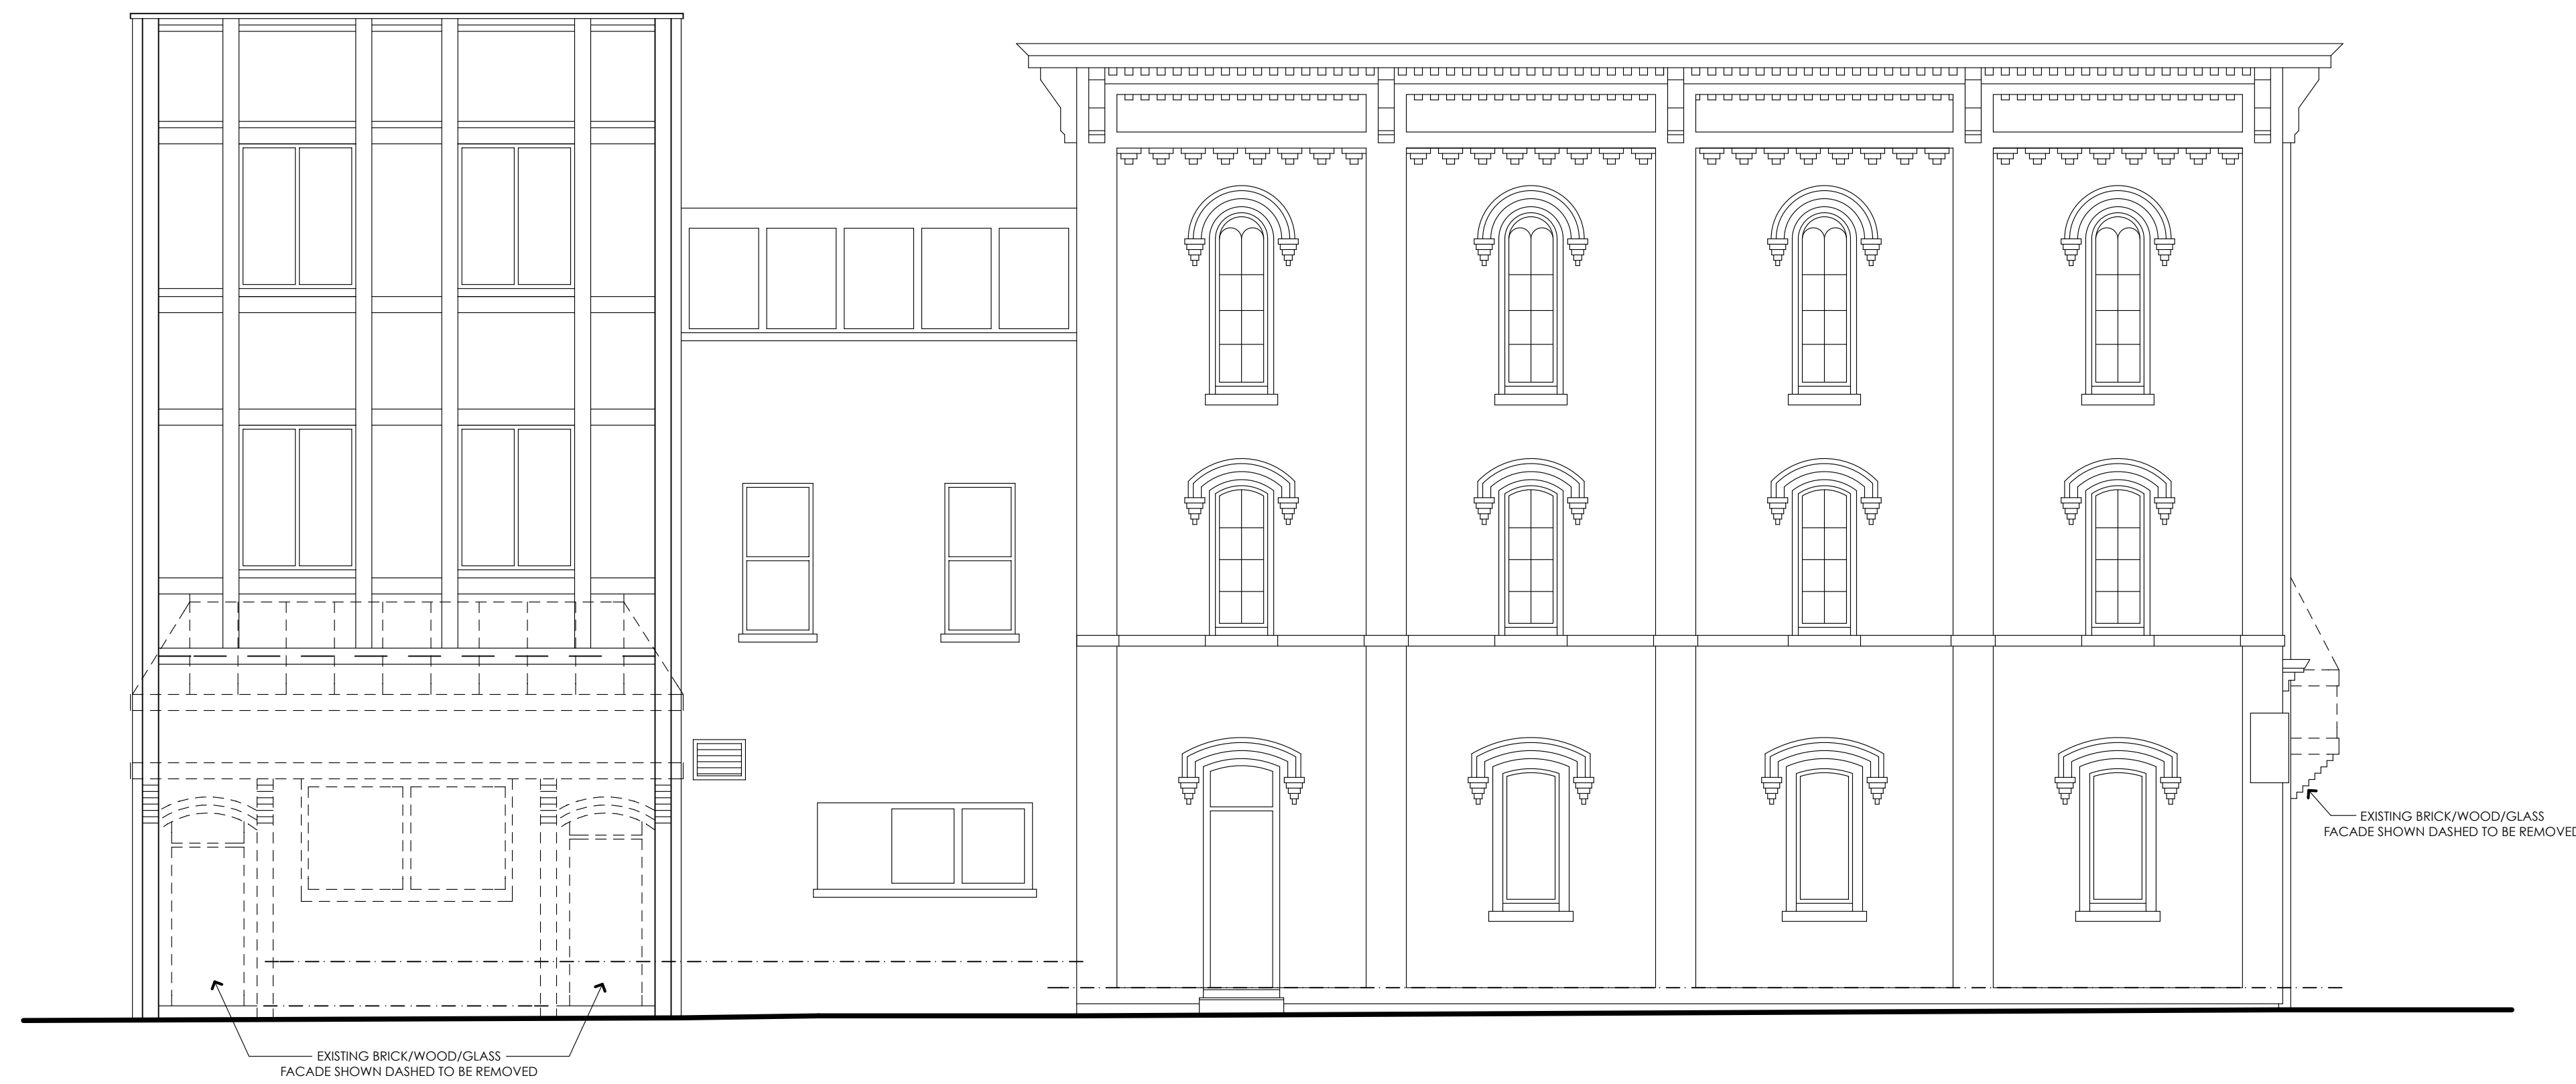 EXISTING BRICK/WOOD/GLASS
FACADE SHOWN DASHED TO BE REMOVED
EXISTING BRICK/WOOD/GLASS
FACADE SHOWN DASHED TO BE REMOVED